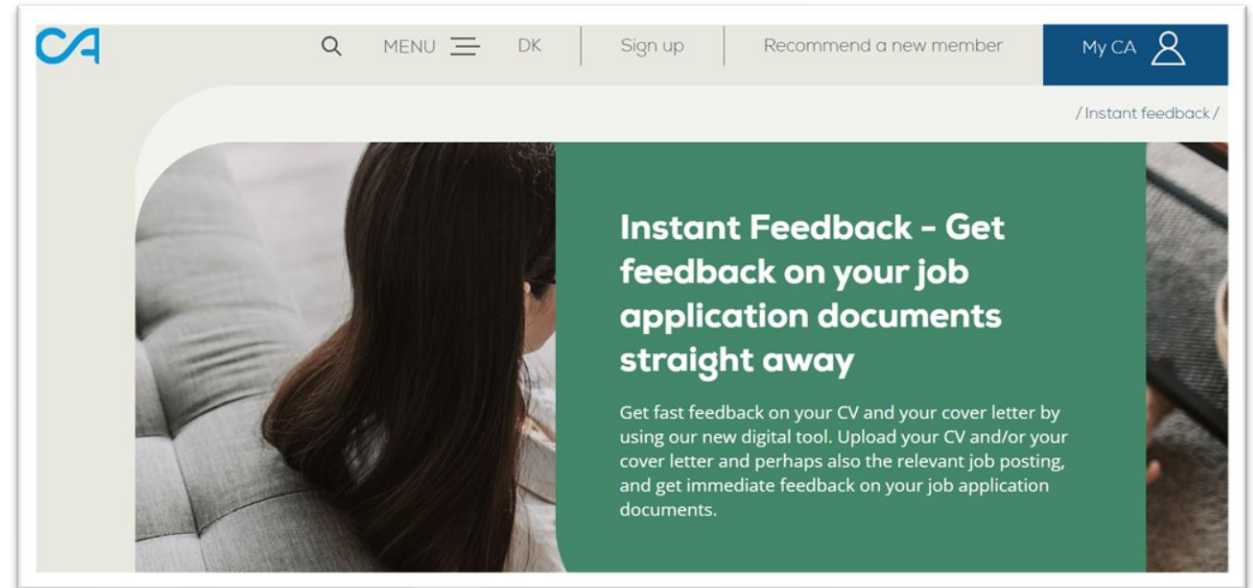 CA
MENU
DK
Sign up
Recommend a new member
My CA
/Instant feedback/
Instant Feedback - Get
feedback on your job
application documents
straight away
Get fast feedback on your CV and your cover letter by
using our new digital tool. Upload your CV and/or your
cover letter and perhaps also the relevant job posting,
and get immediate feedback on your job application
documents.